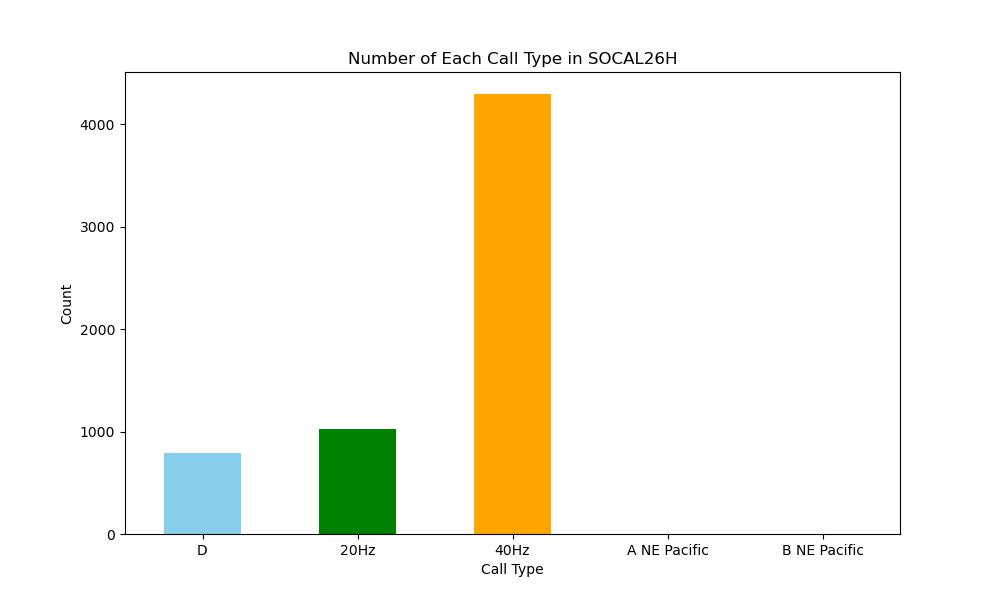 Number of Each Call Type in SOCAL26H
4000
3000
2000
1000
0
Count
D
20Hz
40Hz
A NE Pacific
B NE Pacific
Call Type